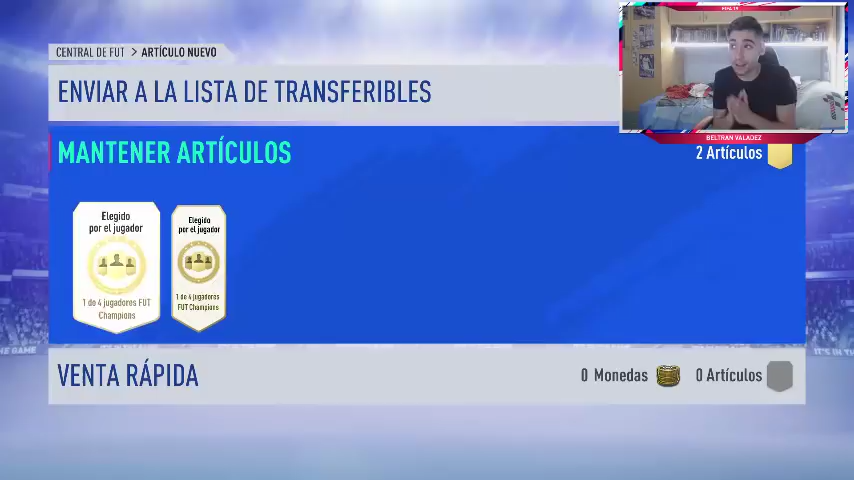 FIFA 19
CENTRAL DE FUT > ARTÍCULO NUEVO
ENVIAR A LA LISTA DE TRANSFERIBLES
BELTRAN VALADEZ
MANTENER ARTÍCULOS
2 Artículos
Elegido
por el jugador
1 de 4 jugadores FUT
Champions
Elegido
por el jugador
1 de 4 jugadores
FUT Champions
VENTA RÁPIDA
0 Monedas
0 Artículos